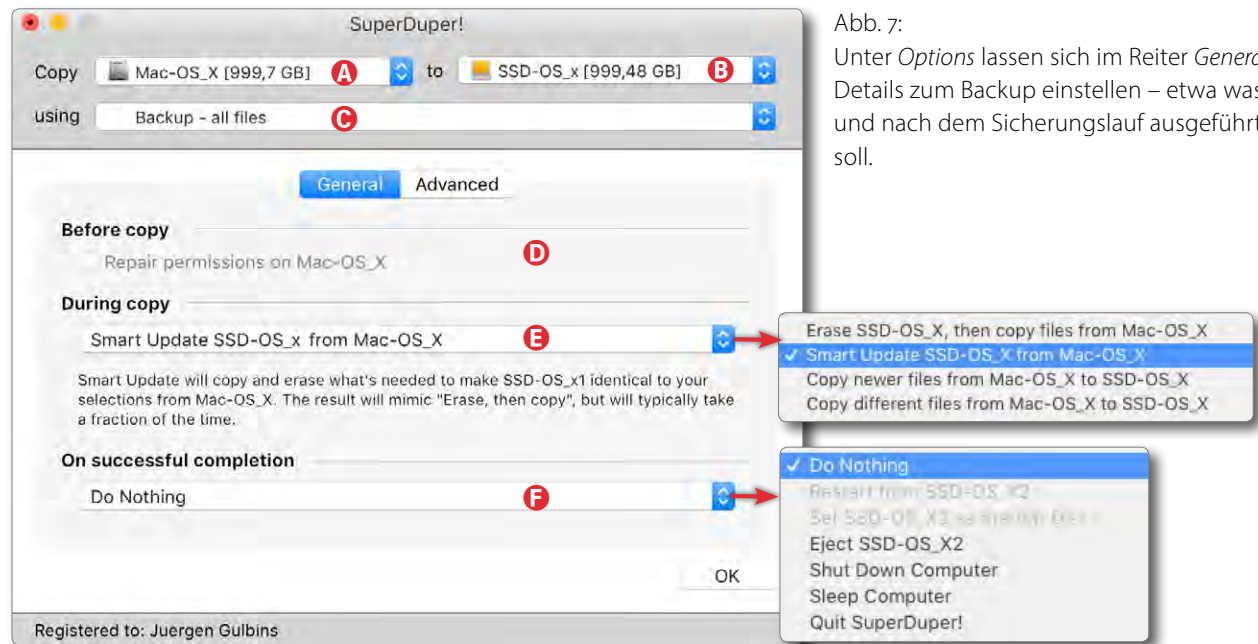 SuperDuper!
Copy Mac-OS_X [999,7 GB] A to SSD-OS_x [999,48 GB] B
using Backup - all files C
General Advanced
Before copy
Repair permissions on Mac-OS_X D
During copy
Smart Update SSD-OS_x from Mac-OS_X E
Smart Update will copy and erase what's needed to make SSD-OS_x1 identical to your
selections from Mac-OS_X. The result will mimic "Erase, then copy", but will typically take
a fraction of the time.
On successful completion
Do Nothing F
OK
Registered to: Juergen Gulbins
Abb. 7:
Unter Options lassen sich im Reiter Genera
Details zum Backup einstellen – etwa was
und nach dem Sicherungslauf ausgeführt
soll.
Erase SSD-OS_X, then copy files from Mac-OS_X
✓ Smart Update SSD-OS_X from Mac-OS_X
Copy newer files from Mac-OS_X to SSD-OS_X
Copy different files from Mac-OS_X to SSD-OS_X
✓ Do Nothing
Restart from SSD-OS_X2
Set SSD-OS_X2 as
Eject SSD-OS_X2
Shut Down Computer
Sleep Computer
Quit SuperDuper!